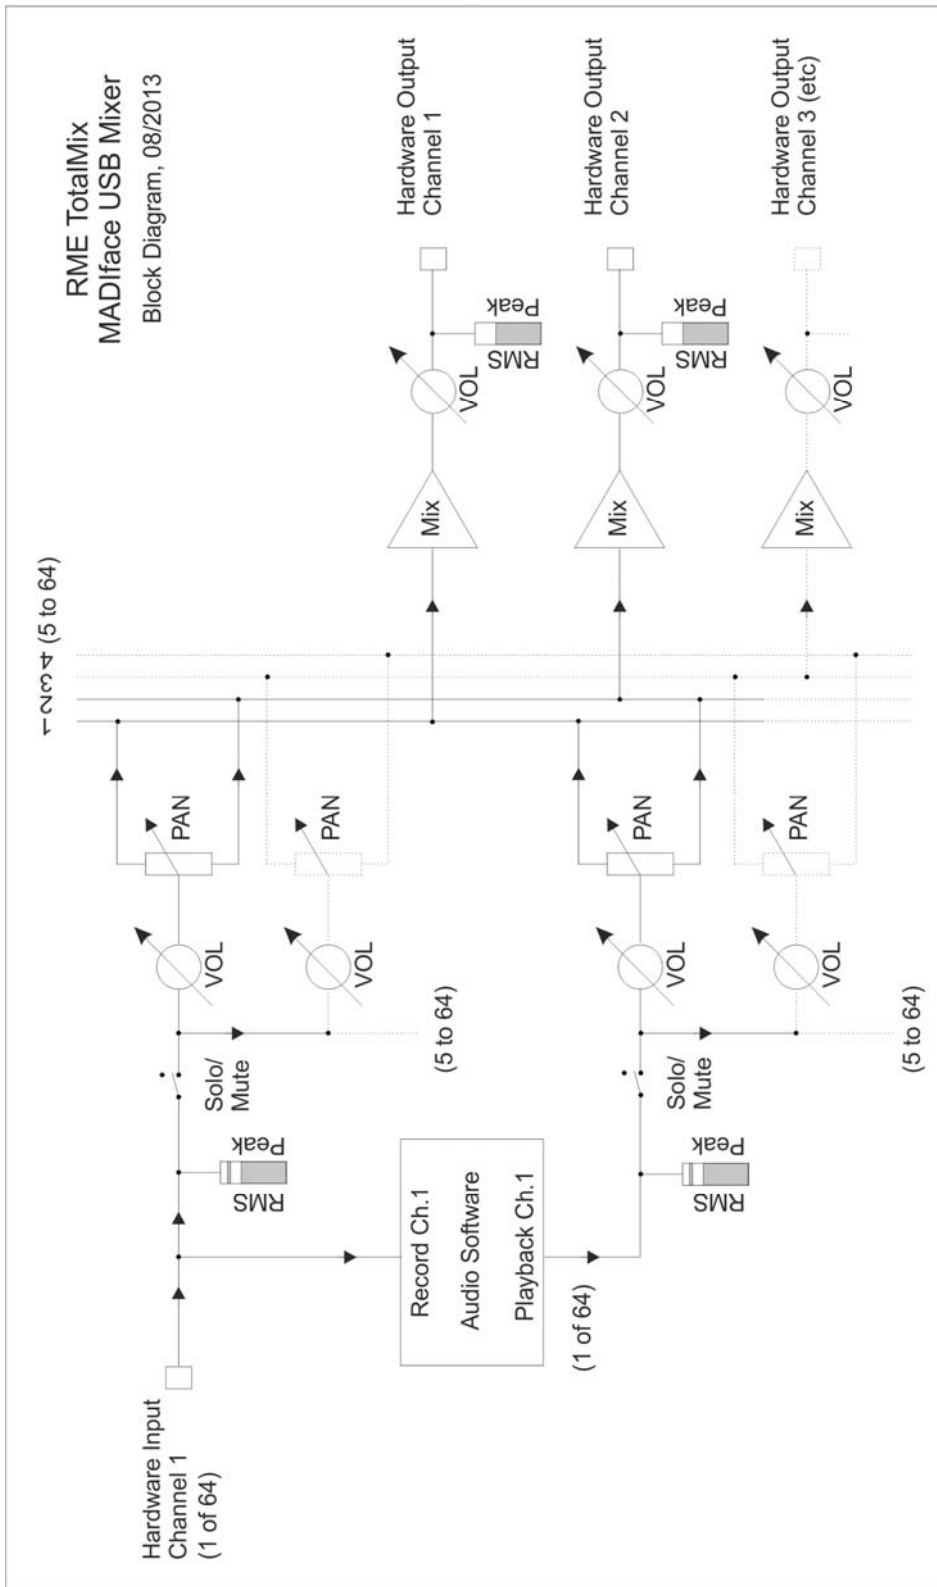 RME TotalMix
MADIface USB Mixer
Block Diagram, 08/2013
Hardware Input
Channel 1
(1 of 64)
RMS
Peak
Solo/
Mute
VOL
PAN
VOL
PAN
(5 to 64)
1 2 3 4 (5 to 64)
Record Ch.1
Audio Software
Playback Ch.1
(1 of 64)
RMS
Peak
Solo/
Mute
VOL
PAN
VOL
PAN
(5 to 64)
Mix
VOL
RMS
Peak
Hardware Output
Channel 1
Mix
VOL
RMS
Peak
Hardware Output
Channel 2
Mix
VOL
Hardware Output
Channel 3 (etc)